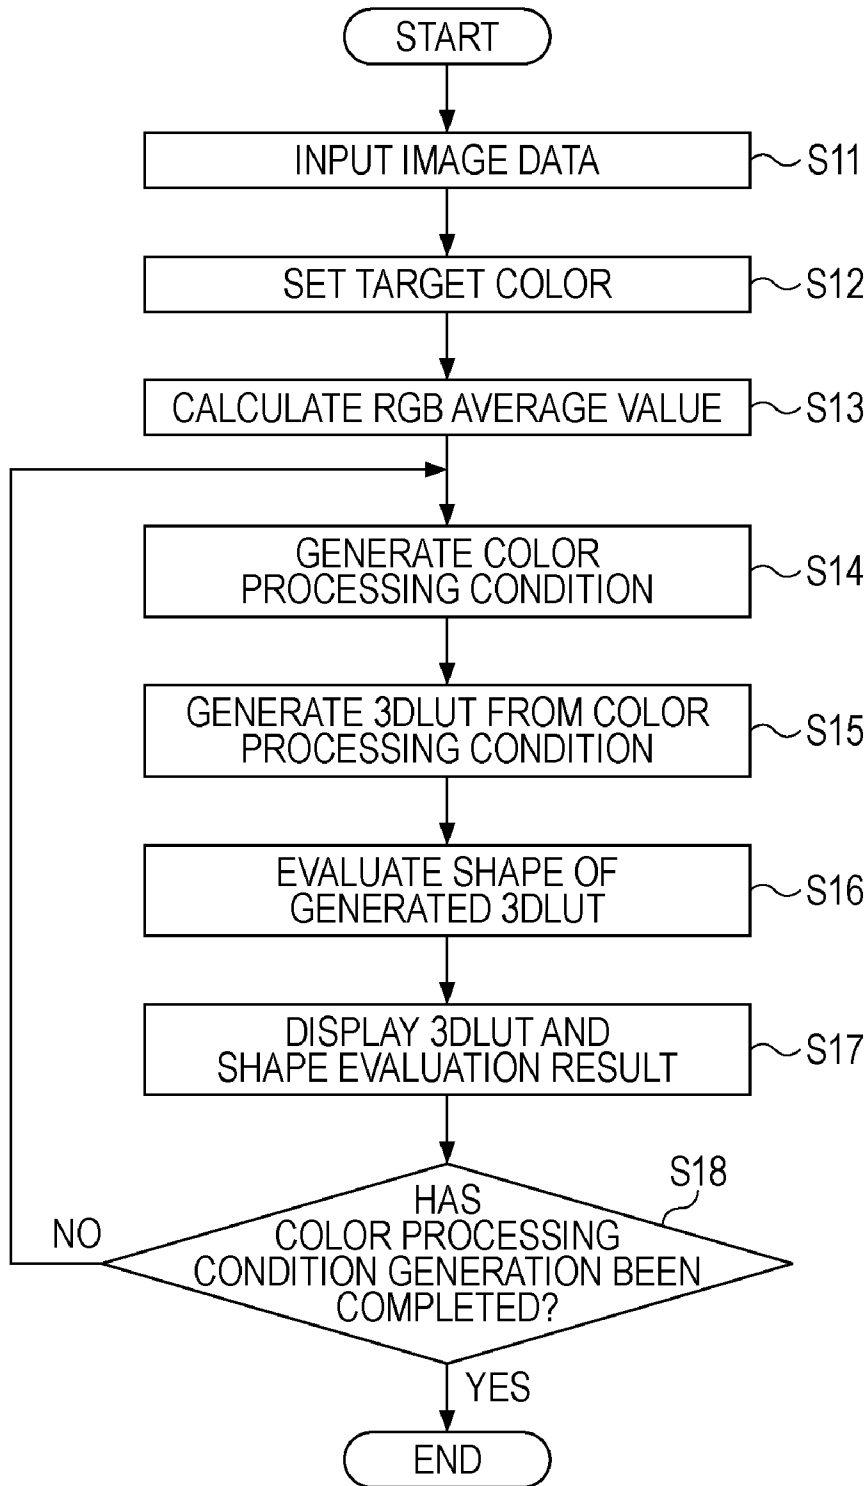 START
INPUT IMAGE DATA
S11
SET TARGET COLOR
S12
CALCULATE RGB AVERAGE VALUE
S13
GENERATE COLOR
PROCESSING CONDITION
S14
GENERATE 3DLUT FROM COLOR
PROCESSING CONDITION
S15
EVALUATE SHAPE OF
GENERATED 3DLUT
S16
DISPLAY 3DLUT AND
SHAPE EVALUATION RESULT
S17
S18
HAS
COLOR PROCESSING
CONDITION GENERATION BEEN
COMPLETED?
NO
YES
END